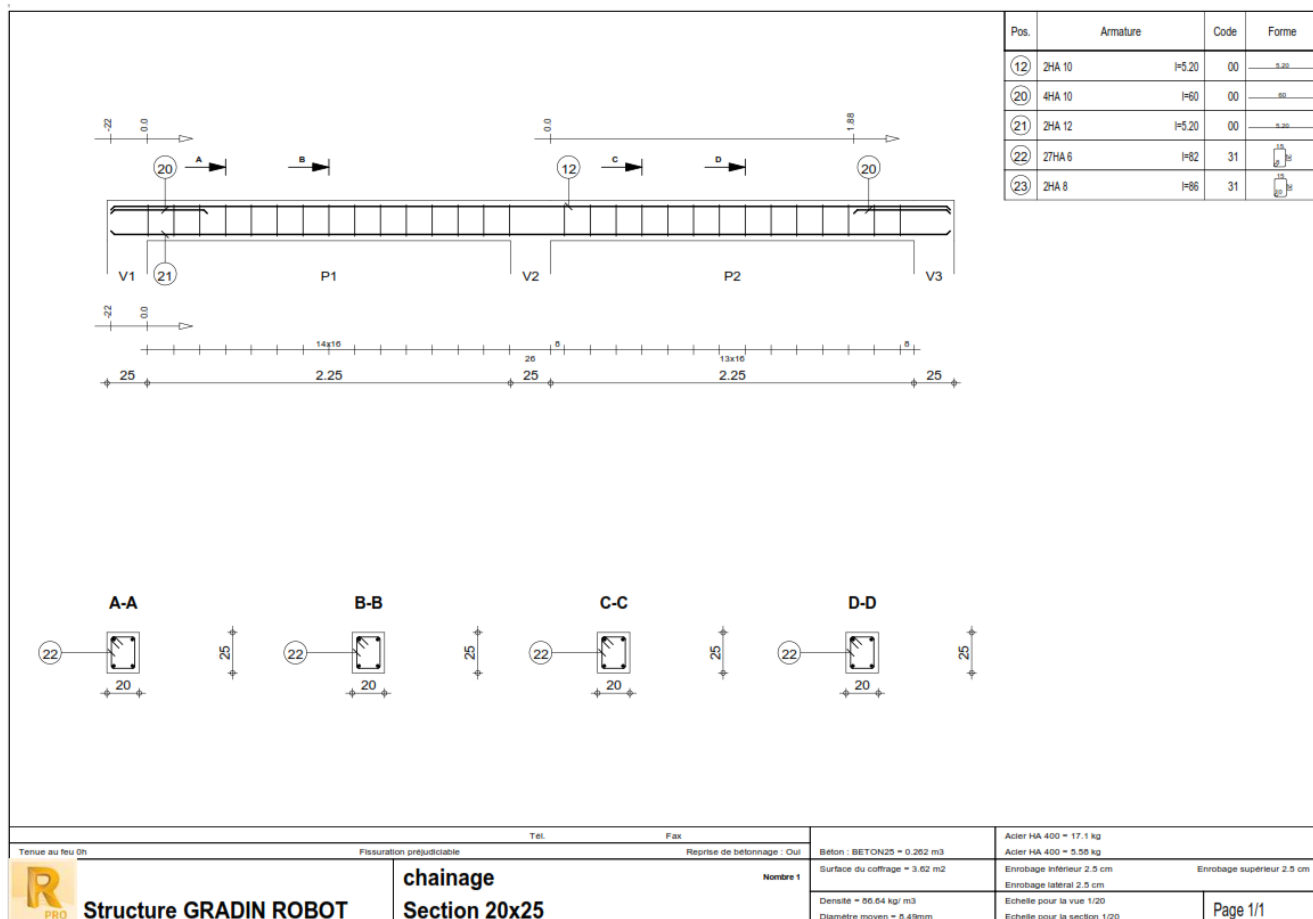 Pos. Armature Code Forme
12 2HA 10 l=5.20 00 5.20
20 4HA 10 l=60 00 60
21 2HA 12 l=5.20 00 5.20
22 27HA 6 l=82 31 15
23 2HA 8 l=86 31 15
-22 0.0 0.0 1.88
20 A B 12 C D 20
V1 21 P1 V2 P2 V3
-22 0.0
14x16 8 8
26 13x16
25 2.25 25 2.25 25
A-A B-B C-C D-D
22 25 22 25 22 25 22 25
20 20 20 20
Tél. Fax
Acier HA 400 = 17.1 kg
Tenue au feu 0h Fissuration préjudiciable Reprise de bétonnage : Oui Béton : BETON25 = 0.262 m3 Acier HA 400 = 5.58 kg
chainage Nombre 1 Surface du coffrage = 3.62 m2 Enrobage inférieur 2.5 cm Enrobage supérieur 2.5 cm
Enrobage latéral 2.5 cm
R PRO Structure GRADIN ROBOT Section 20x25 Densité = 86.64 kg/ m3 Echelle pour la vue 1/20 Page 1/1
Diamètre moyen = 8.49mm Echelle pour la section 1/20